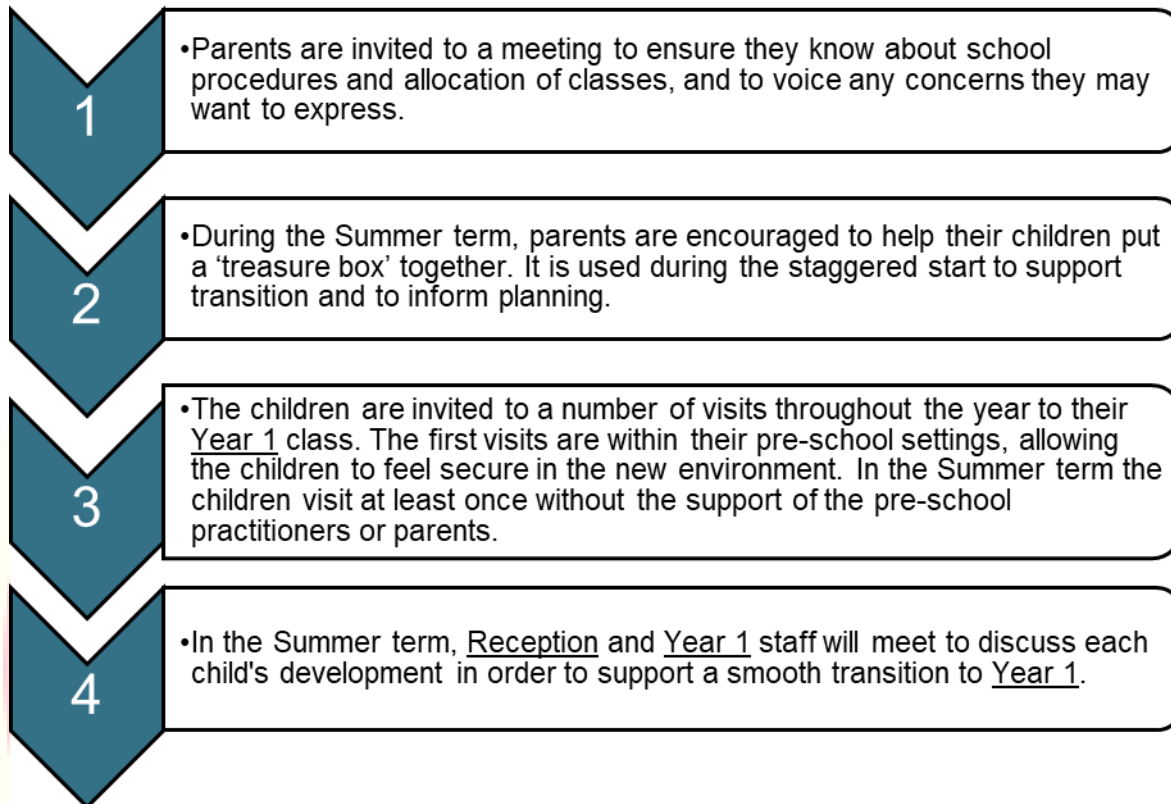 1
•Parents are invited to a meeting to ensure they know about school
procedures and allocation of classes, and to voice any concerns they may
want to express.
2
•During the Summer term, parents are encouraged to help their children put
a ‘treasure box’ together. It is used during the staggered start to support
transition and to inform planning.
3
•The children are invited to a number of visits throughout the year to their
Year 1 class. The first visits are within their pre-school settings, allowing
the children to feel secure in the new environment. In the Summer term the
children visit at least once without the support of the pre-school
practitioners or parents.
4
•In the Summer term, Reception and Year 1 staff will meet to discuss each
child's development in order to support a smooth transition to Year 1.